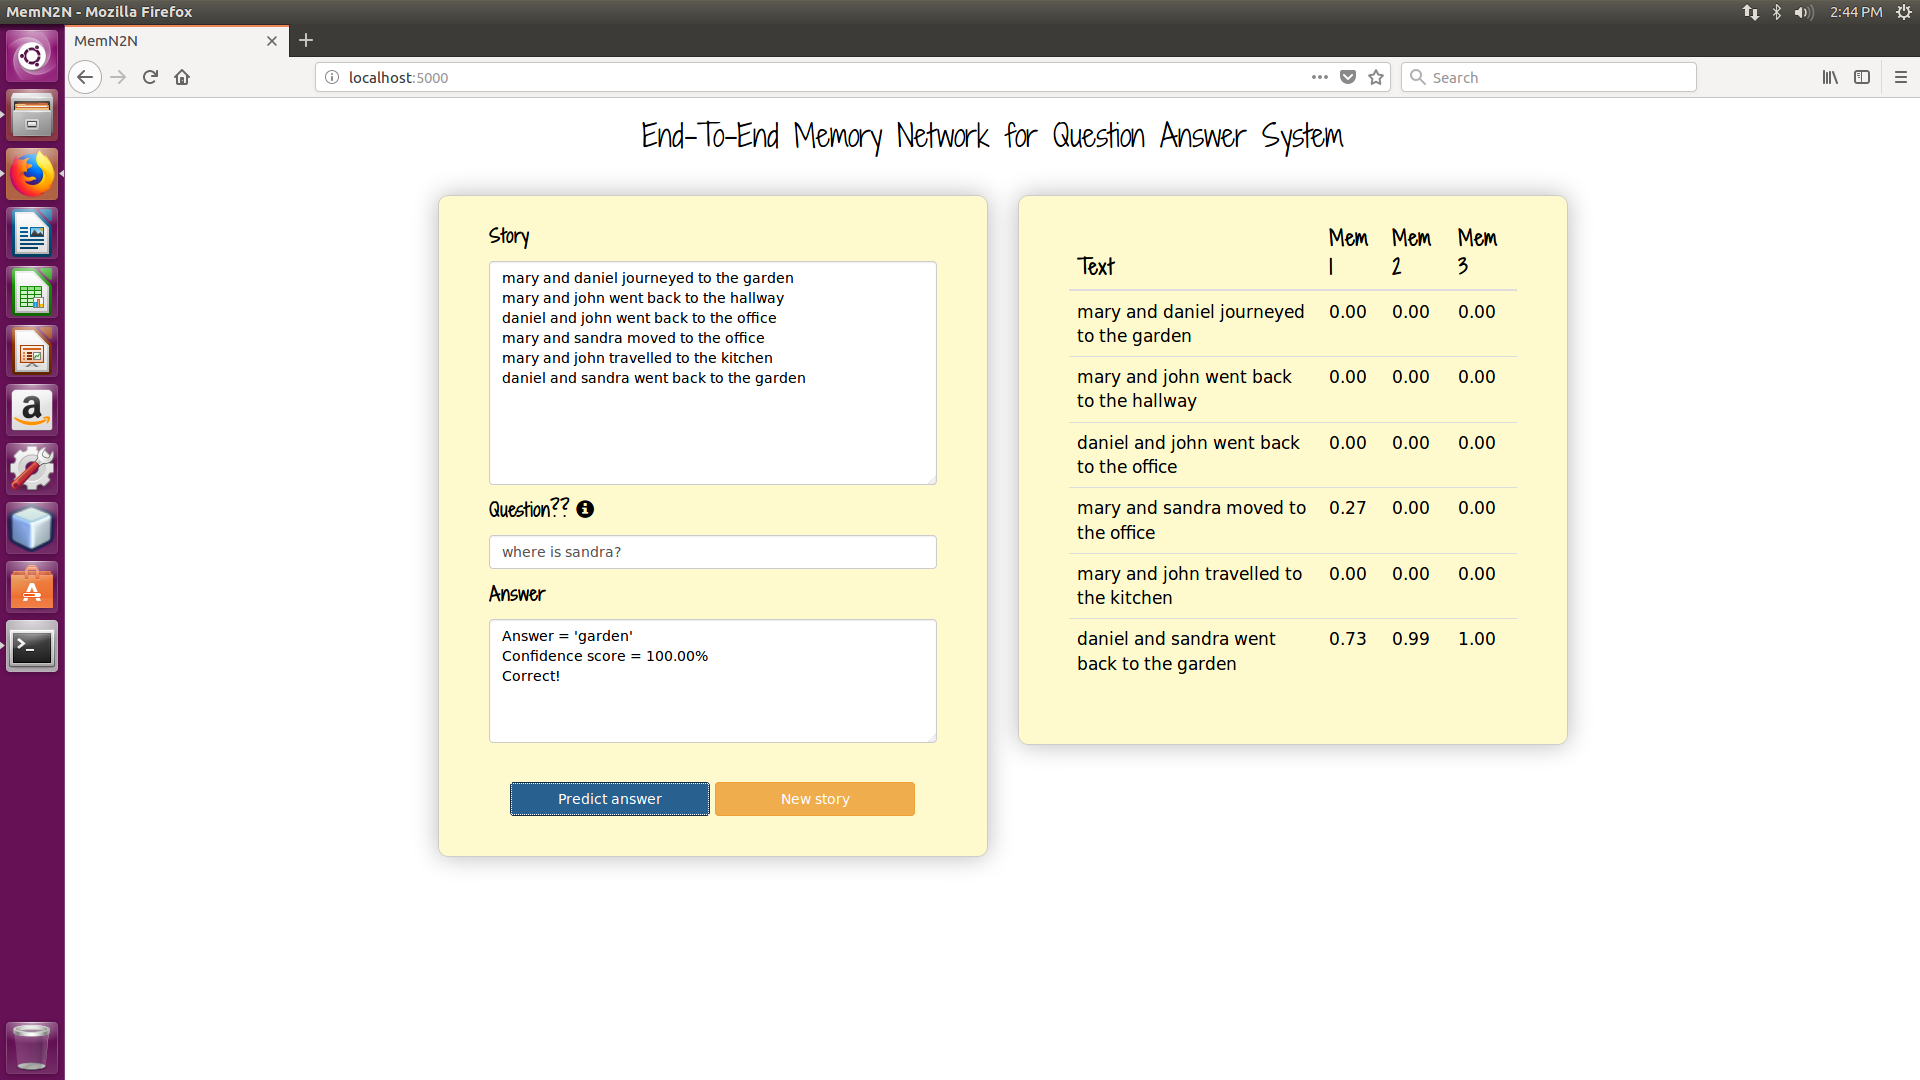 MemN2N - Mozilla Firefox
2:44 PM
MemN2N
localhost:5000
Search
End-To-End Memory Network for Question Answer System
Story
mary and daniel journeyed to the garden
mary and john went back to the hallway
daniel and john went back to the office
mary and sandra moved to the office
mary and john travelled to the kitchen
daniel and sandra went back to the garden
Question??
where is sandra?
Answer
Answer = 'garden'
Confidence score = 100.00%
Correct!
Predict answer New story
Mem Mem Mem
Text 1 2 3
mary and daniel journeyed 0.00 0.00 0.00
to the garden
mary and john went back 0.00 0.00 0.00
to the hallway
daniel and john went back 0.00 0.00 0.00
to the office
mary and sandra moved to 0.27 0.00 0.00
the office
mary and john travelled to 0.00 0.00 0.00
the kitchen
daniel and sandra went 0.73 0.99 1.00
back to the garden